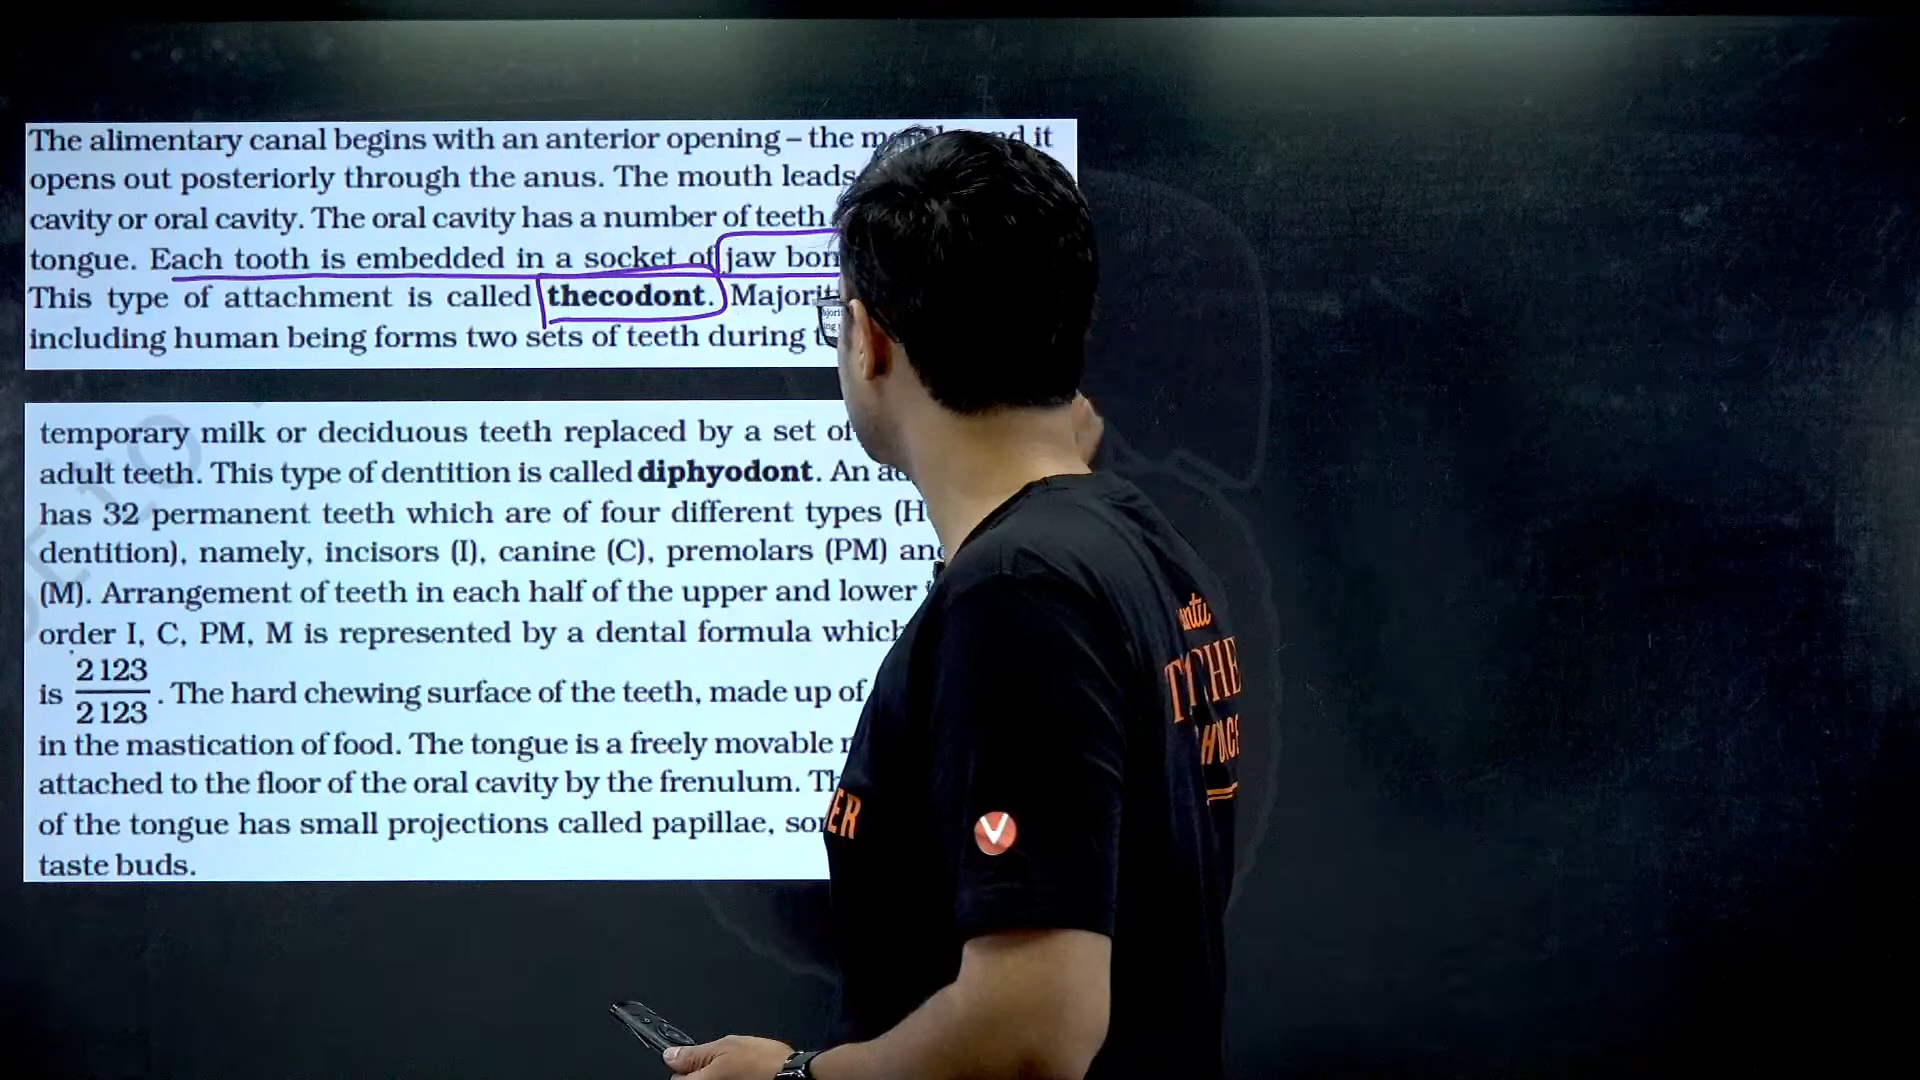 The alimentary canal begins with an anterior opening – the it
opens out posteriorly through the anus. The mouth leads
cavity or oral cavity. The oral cavity has a number of teeth
tongue. Each tooth is embedded in a socket of jaw
This type of attachment is called thecodont.
including human being forms two sets of teeth during
temporary milk or deciduous teeth replaced by a set of
adult teeth. This type of dentition is called diphyodont. An
has 32 permanent teeth which are of four different types
dentition), namely, incisors (I), canine (C), premolars (PM)
(M). Arrangement of teeth in each half of the upper and lower
order I, C, PM, M is represented by a dental formula which
is 2123
2123 . The hard chewing surface of the teeth, made up of
in the mastication of food. The tongue is a freely movable
attached to the floor of the oral cavity by the frenulum.
of the tongue has small projections called papillae,
taste buds.
V